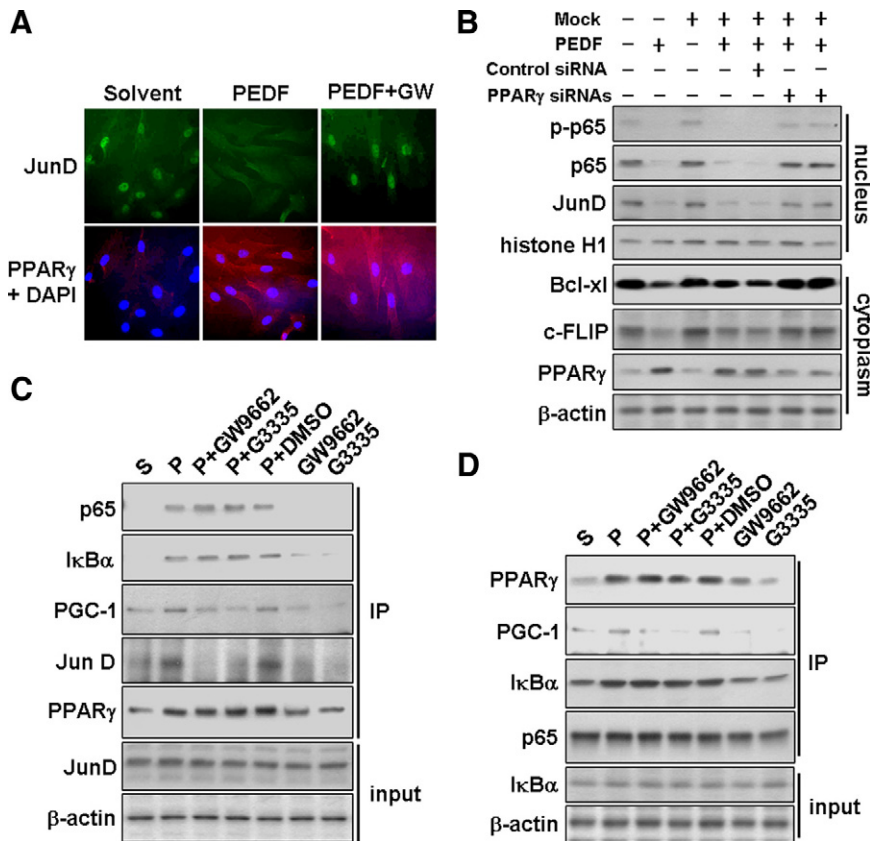 A
Solvent PEDF PEDF+GW
JunD
PPARγ
+ DAPI
B
Mock – – + + + + +
PEDF – + – + + + +
Control siRNA – – – – + – –
PPARγ siRNAs – – – – – + +
p-p65
p65
JunD
histone H1
nucleus
Bcl-xl
c-FLIP
PPARγ
β-actin
cytoplasm
C
S P P+GW9662 P+G3335 P+DMSO GW9662 G3335
p65
IκBα
PGC-1
Jun D
PPARγ
IP
JunD
β-actin
input
D
S P P+GW9662 P+G3335 P+DMSO GW9662 G3335
PPARγ
PGC-1
IκBα
p65
IP
IκBα
β-actin
input